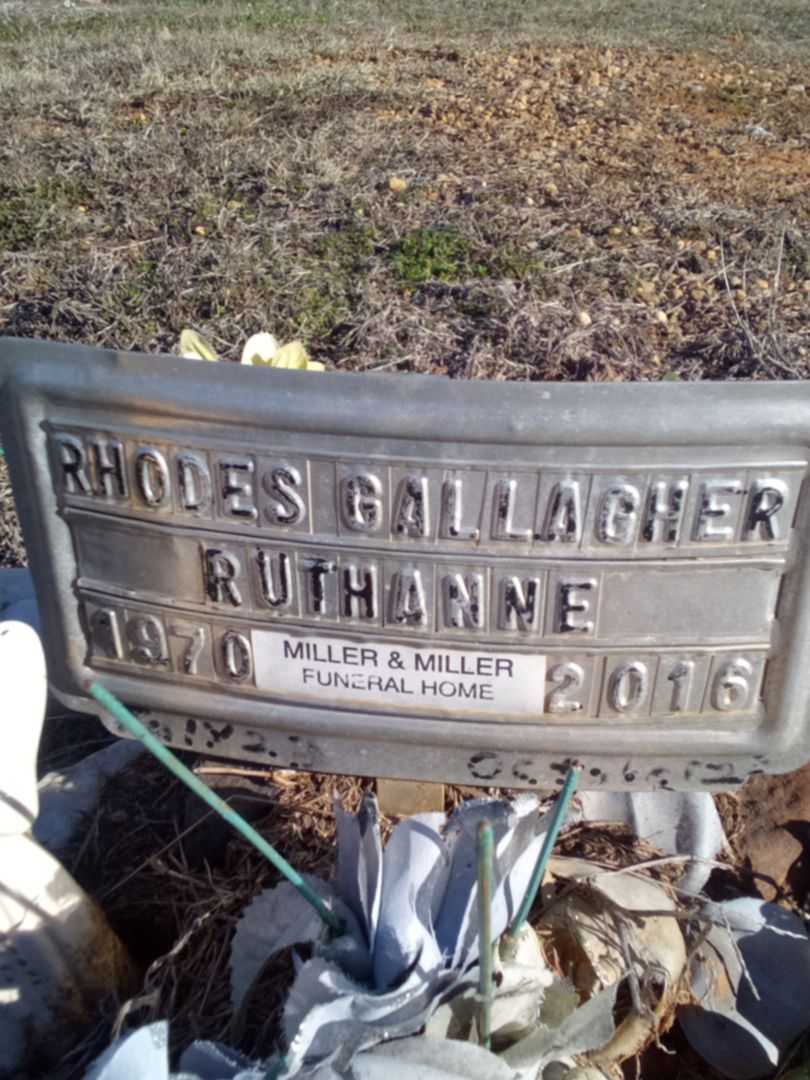 RHODES GALLAGHER
RUTHANNE
1970 MILLER & MILLER 2016
FUNERAL HOME